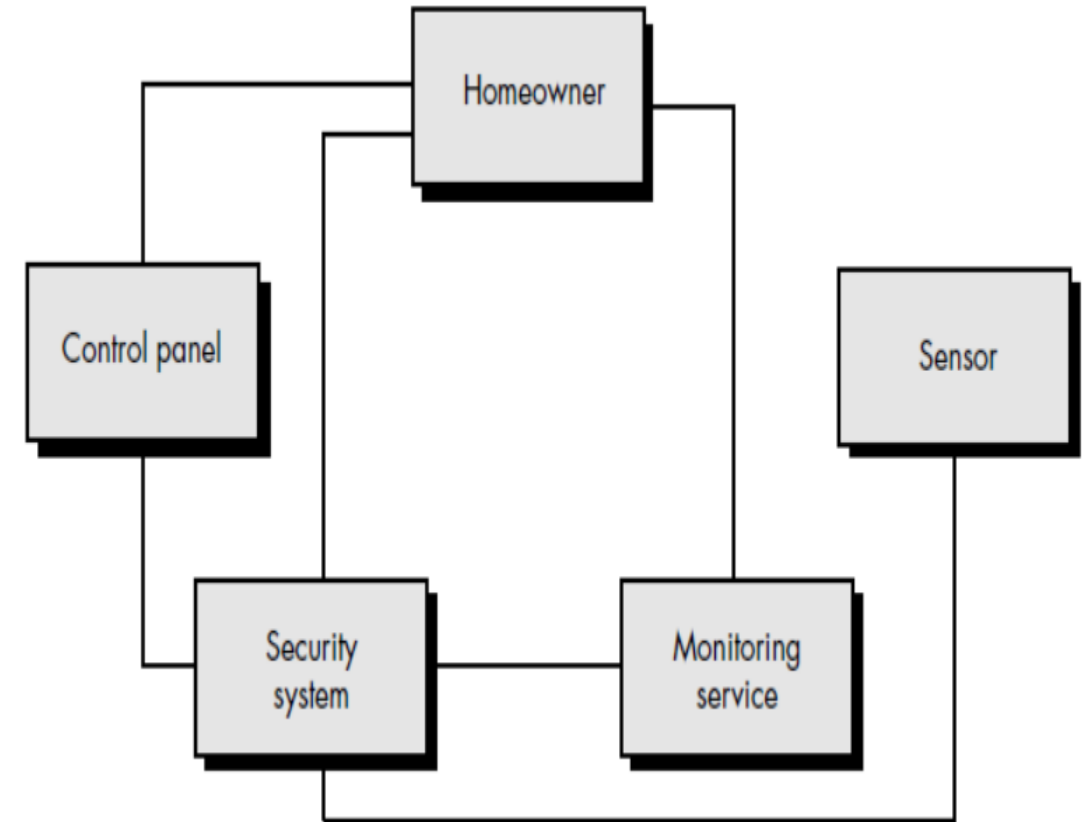 Homeowner
Control panel
Sensor
Security
system
Monitoring
service